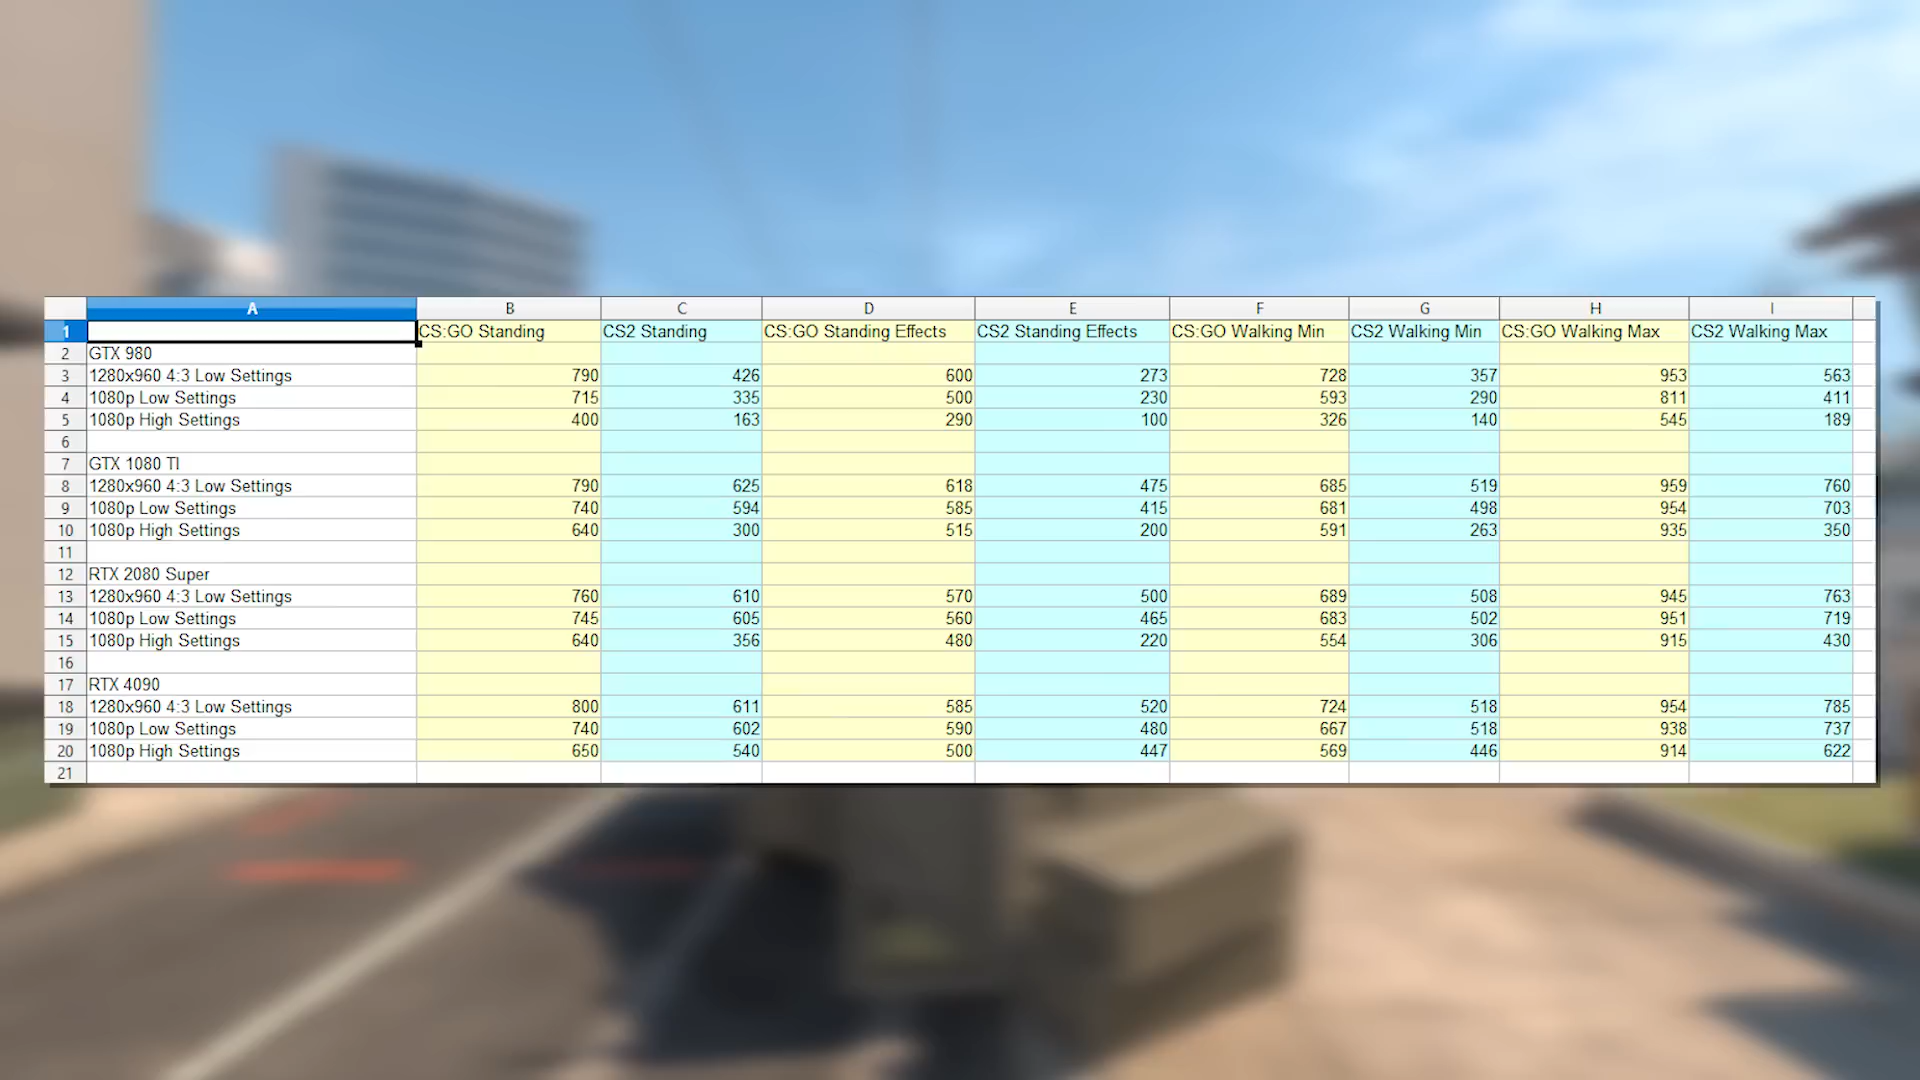 A B C D E F G H I
1 CS:GO Standing CS2 Standing CS:GO Standing Effects CS2 Standing Effects CS:GO Walking Min CS2 Walking Min CS:GO Walking Max CS2 Walking Max
2 GTX 980
3 1280x960 4:3 Low Settings 790 426 600 273 728 357 953 563
4 1080p Low Settings 715 335 500 230 593 290 811 411
5 1080p High Settings 400 163 290 100 326 140 545 189
6
7 GTX 1080 TI
8 1280x960 4:3 Low Settings 790 625 618 475 685 519 959 760
9 1080p Low Settings 740 594 585 415 681 498 954 703
10 1080p High Settings 640 300 515 200 591 263 935 350
11
12 RTX 2080 Super
13 1280x960 4:3 Low Settings 760 610 570 500 689 508 945 763
14 1080p Low Settings 745 605 560 465 683 502 951 719
15 1080p High Settings 640 356 480 220 554 306 915 430
16
17 RTX 4090
18 1280x960 4:3 Low Settings 800 611 585 520 724 518 954 785
19 1080p Low Settings 740 602 590 480 667 518 938 737
20 1080p High Settings 650 540 500 447 569 446 914 622
21